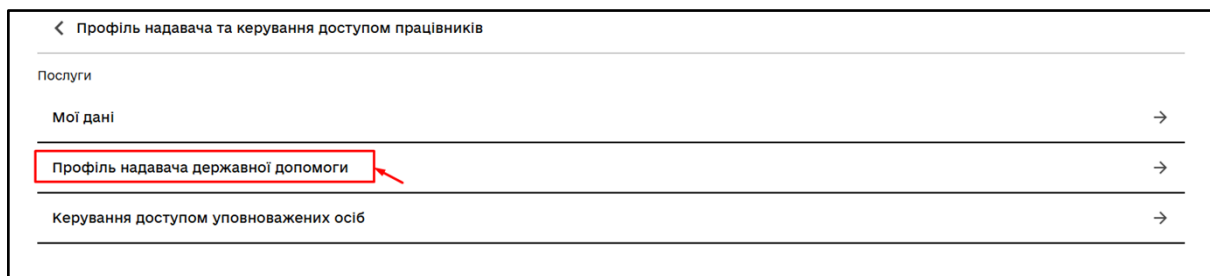 Профіль надавача та керування доступом працівників
Послуги
Мої дані
Профіль надавача державної допомоги
Керування доступом уповноважених осіб